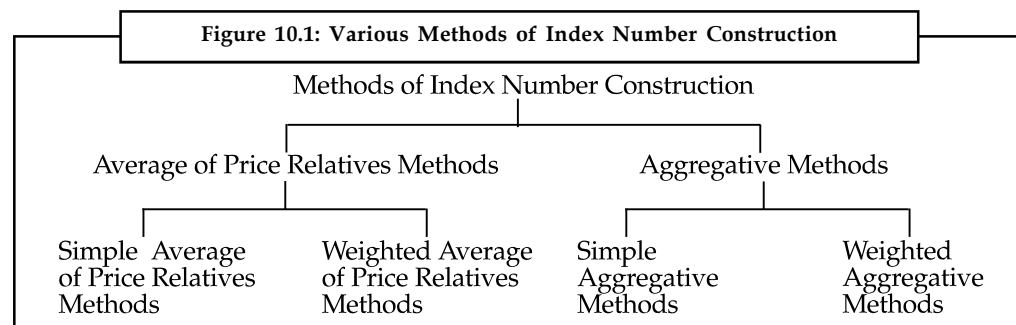 Figure 10.1: Various Methods of Index Number Construction
Methods of Index Number Construction
Average of Price Relatives Methods
Aggregative Methods
Simple Average
of Price Relatives
Methods
Weighted Average
of Price Relatives
Methods
Simple
Aggregative
Methods
Weighted
Aggregative
Methods